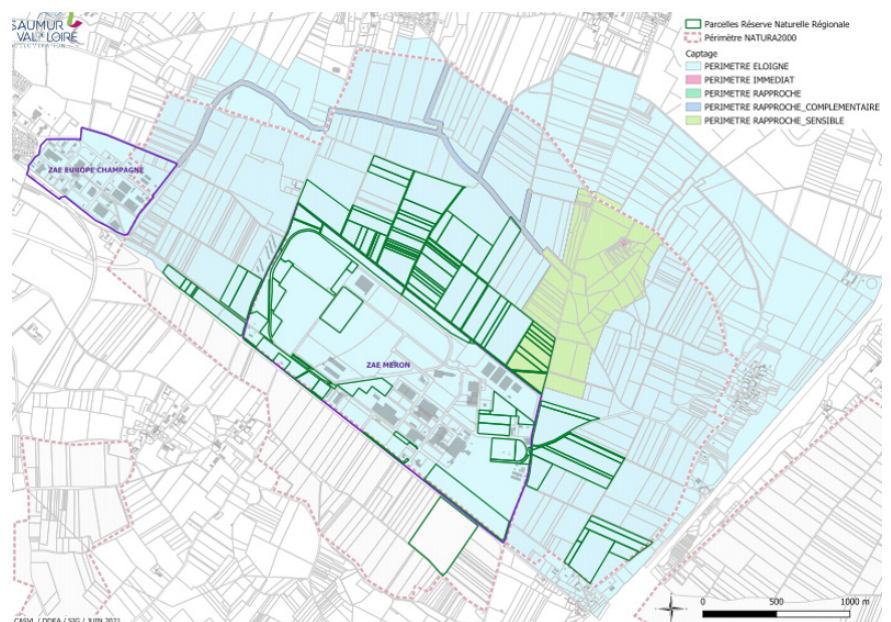 SAUMUR
VAL DE LOIRE
Parcelles Réserve Naturelle Régionale
Périmètre NATURA2000
Captage
PERIMETRE ELOIGNE
PERIMETRE IMMEDIAT
PERIMETRE RAPPROCHE
PERIMETRE RAPPROCHE_COMPLEMENTAIRE
PERIMETRE RAPPROCHE_SENSIBLE
ZAE EUROPE CHAMPAGNE
ZAE MERON
0 500 1000 m
CASVL / DDEA / SIG / JUIN 2021